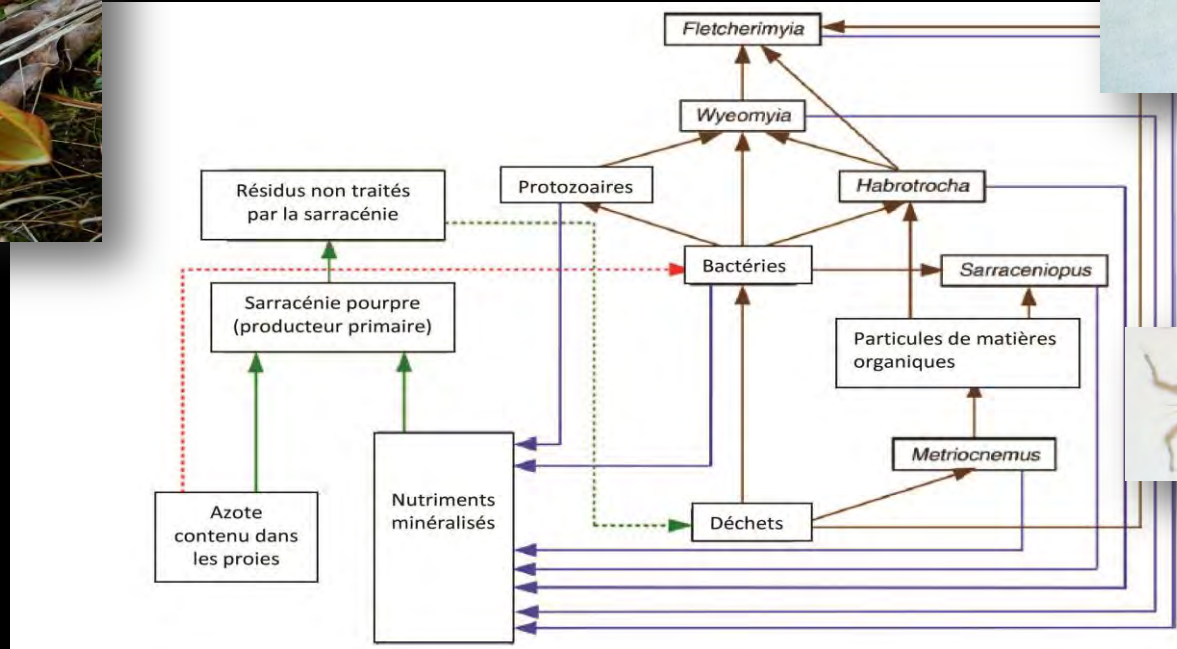 Fletcherimyia
Wyeomyia
Résidus non traités
par la sarracénie
Protozoaires
Habrotrocha
Bactéries
Sarraceniopus
Sarracénie pourpre
(producteur primaire)
Particules de matières
organiques
Metriocnemus
Azote
contenu dans
les proies
Nutriments
minéralisés
Déchets